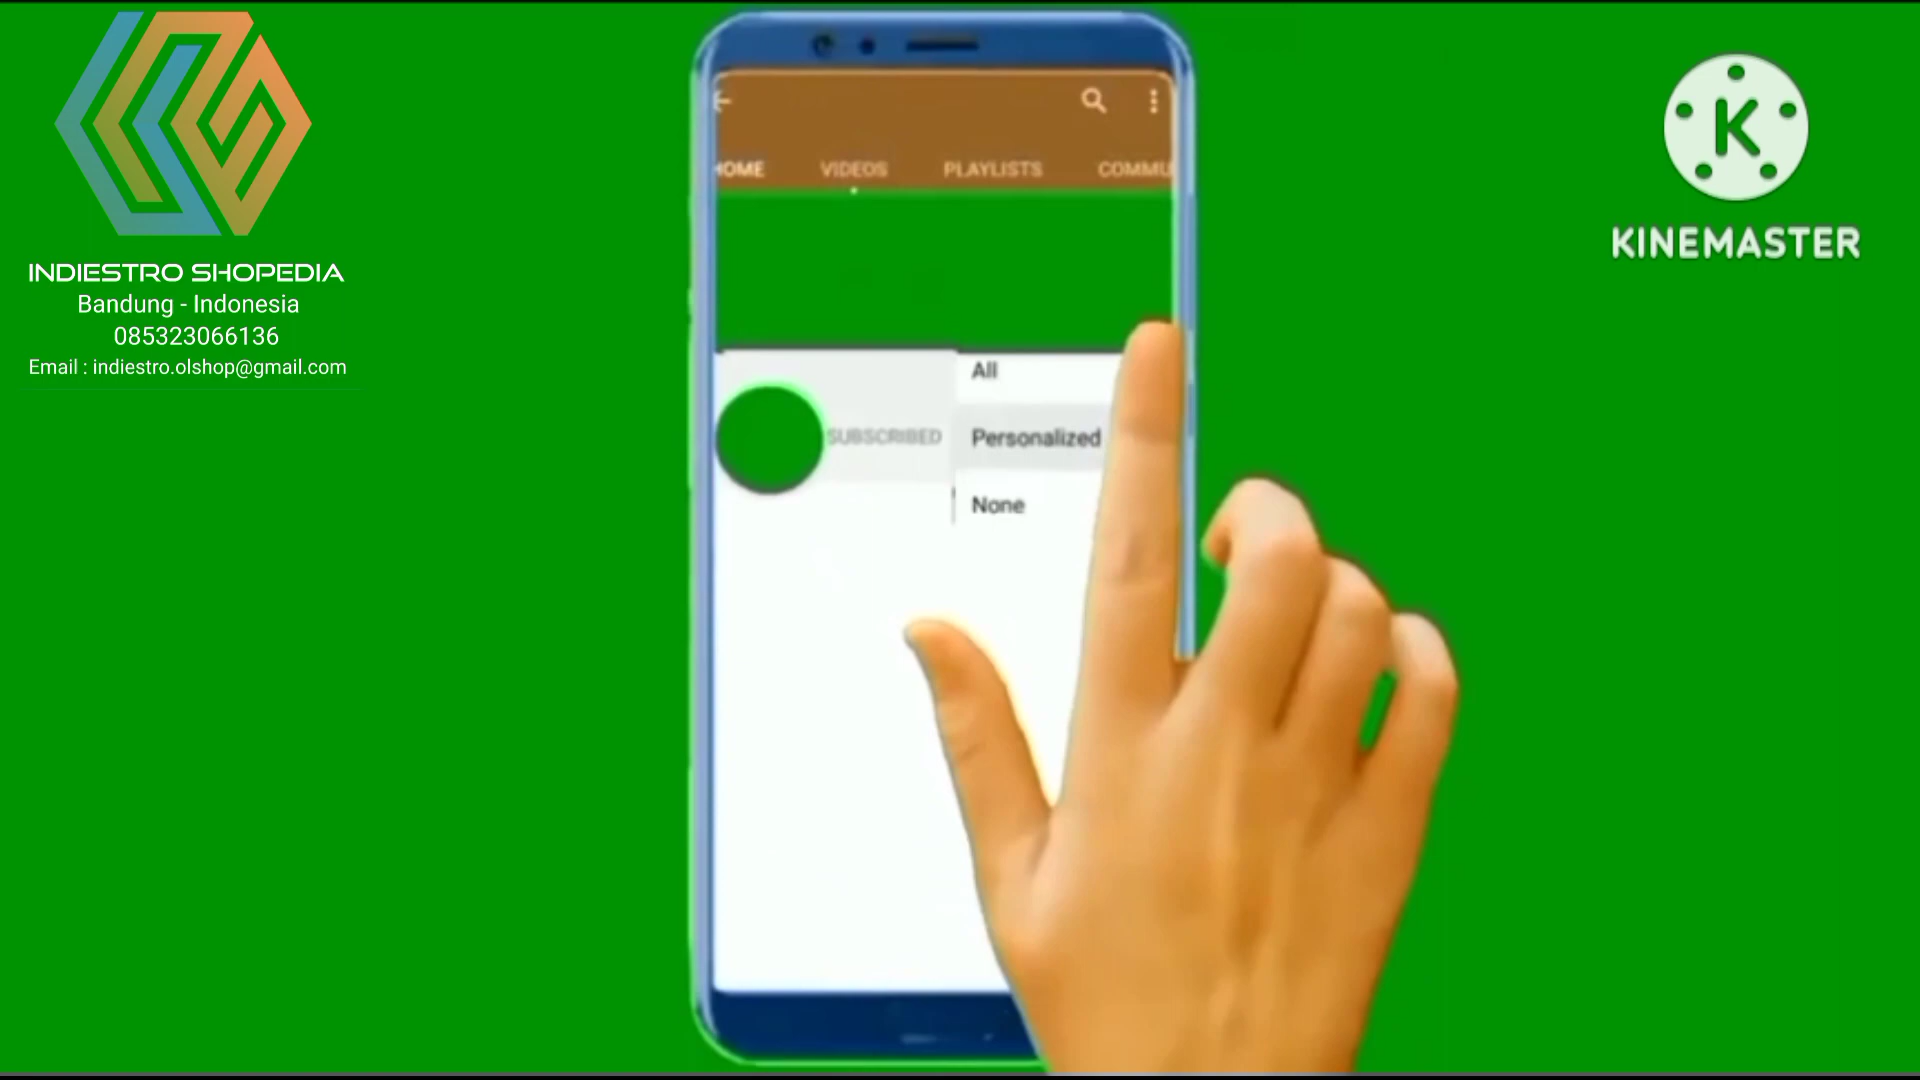 INDIESTRO SHOPEDIA
Bandung - Indonesia
085323066136
Email : indiestro.olshop@gmail.com
HOME VIDEOS PLAYLISTS COMMU
SUBSCRIBED
All
Personalized
None
K
KINEMASTER